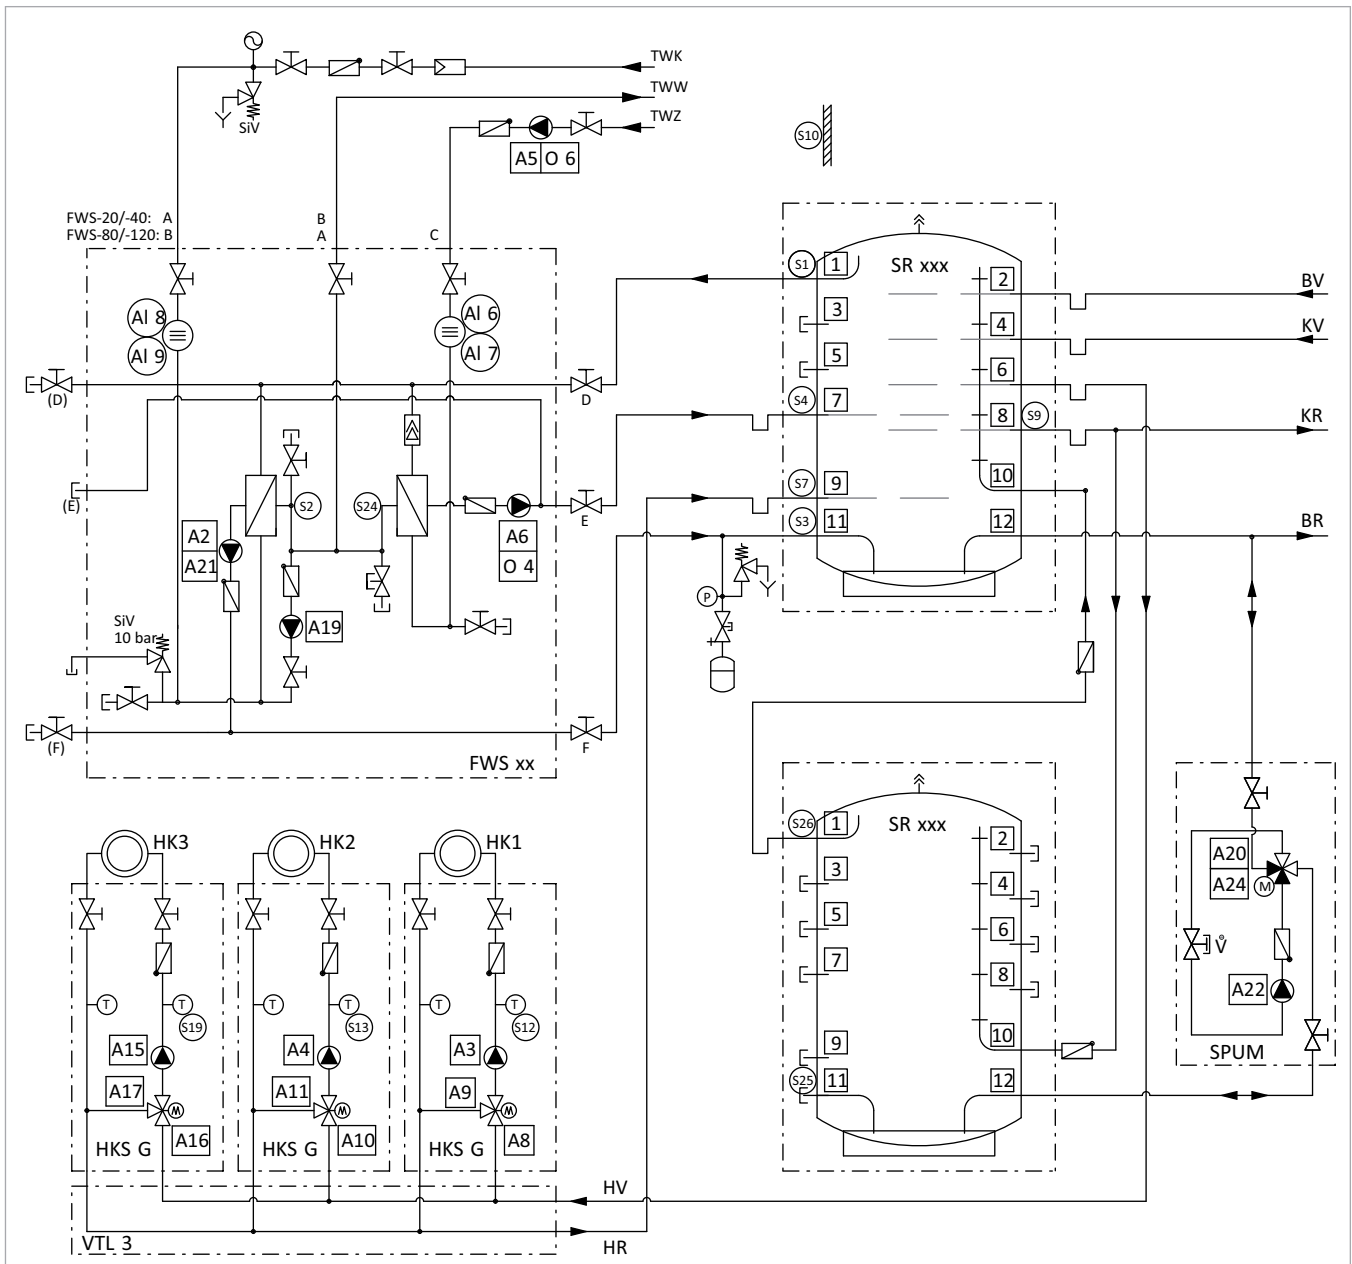 TWK
TWW
TWZ
SiV
A5 O 6
S10
FWS-20/-40: A
FWS-80/-120: B
B
A
C
S1
1
SR xxx
2
BV
3
4
KV
Al 8
Al 9
Al 6
Al 7
5
6
(D)
D
S4
7
8
S9
KR
(E)
S2
S24
E
S7
9
10
A2
A21
A6
O 4
S3
11
12
BR
P
SiV
10 bar
A19
(F)
F
FWS xx
S26
1
SR xxx
2
3
4
5
6
7
8
9
10
S25
11
12
A20
A24
M
V̊
A22
SPUM
HK3
HK2
HK1
T
T
S19
T
T
S13
T
T
S12
A15
A4
A3
A17
A11
A9
M
M
M
A16
A10
A8
HKS G
HKS G
HKS G
HV
VTL 3
HR